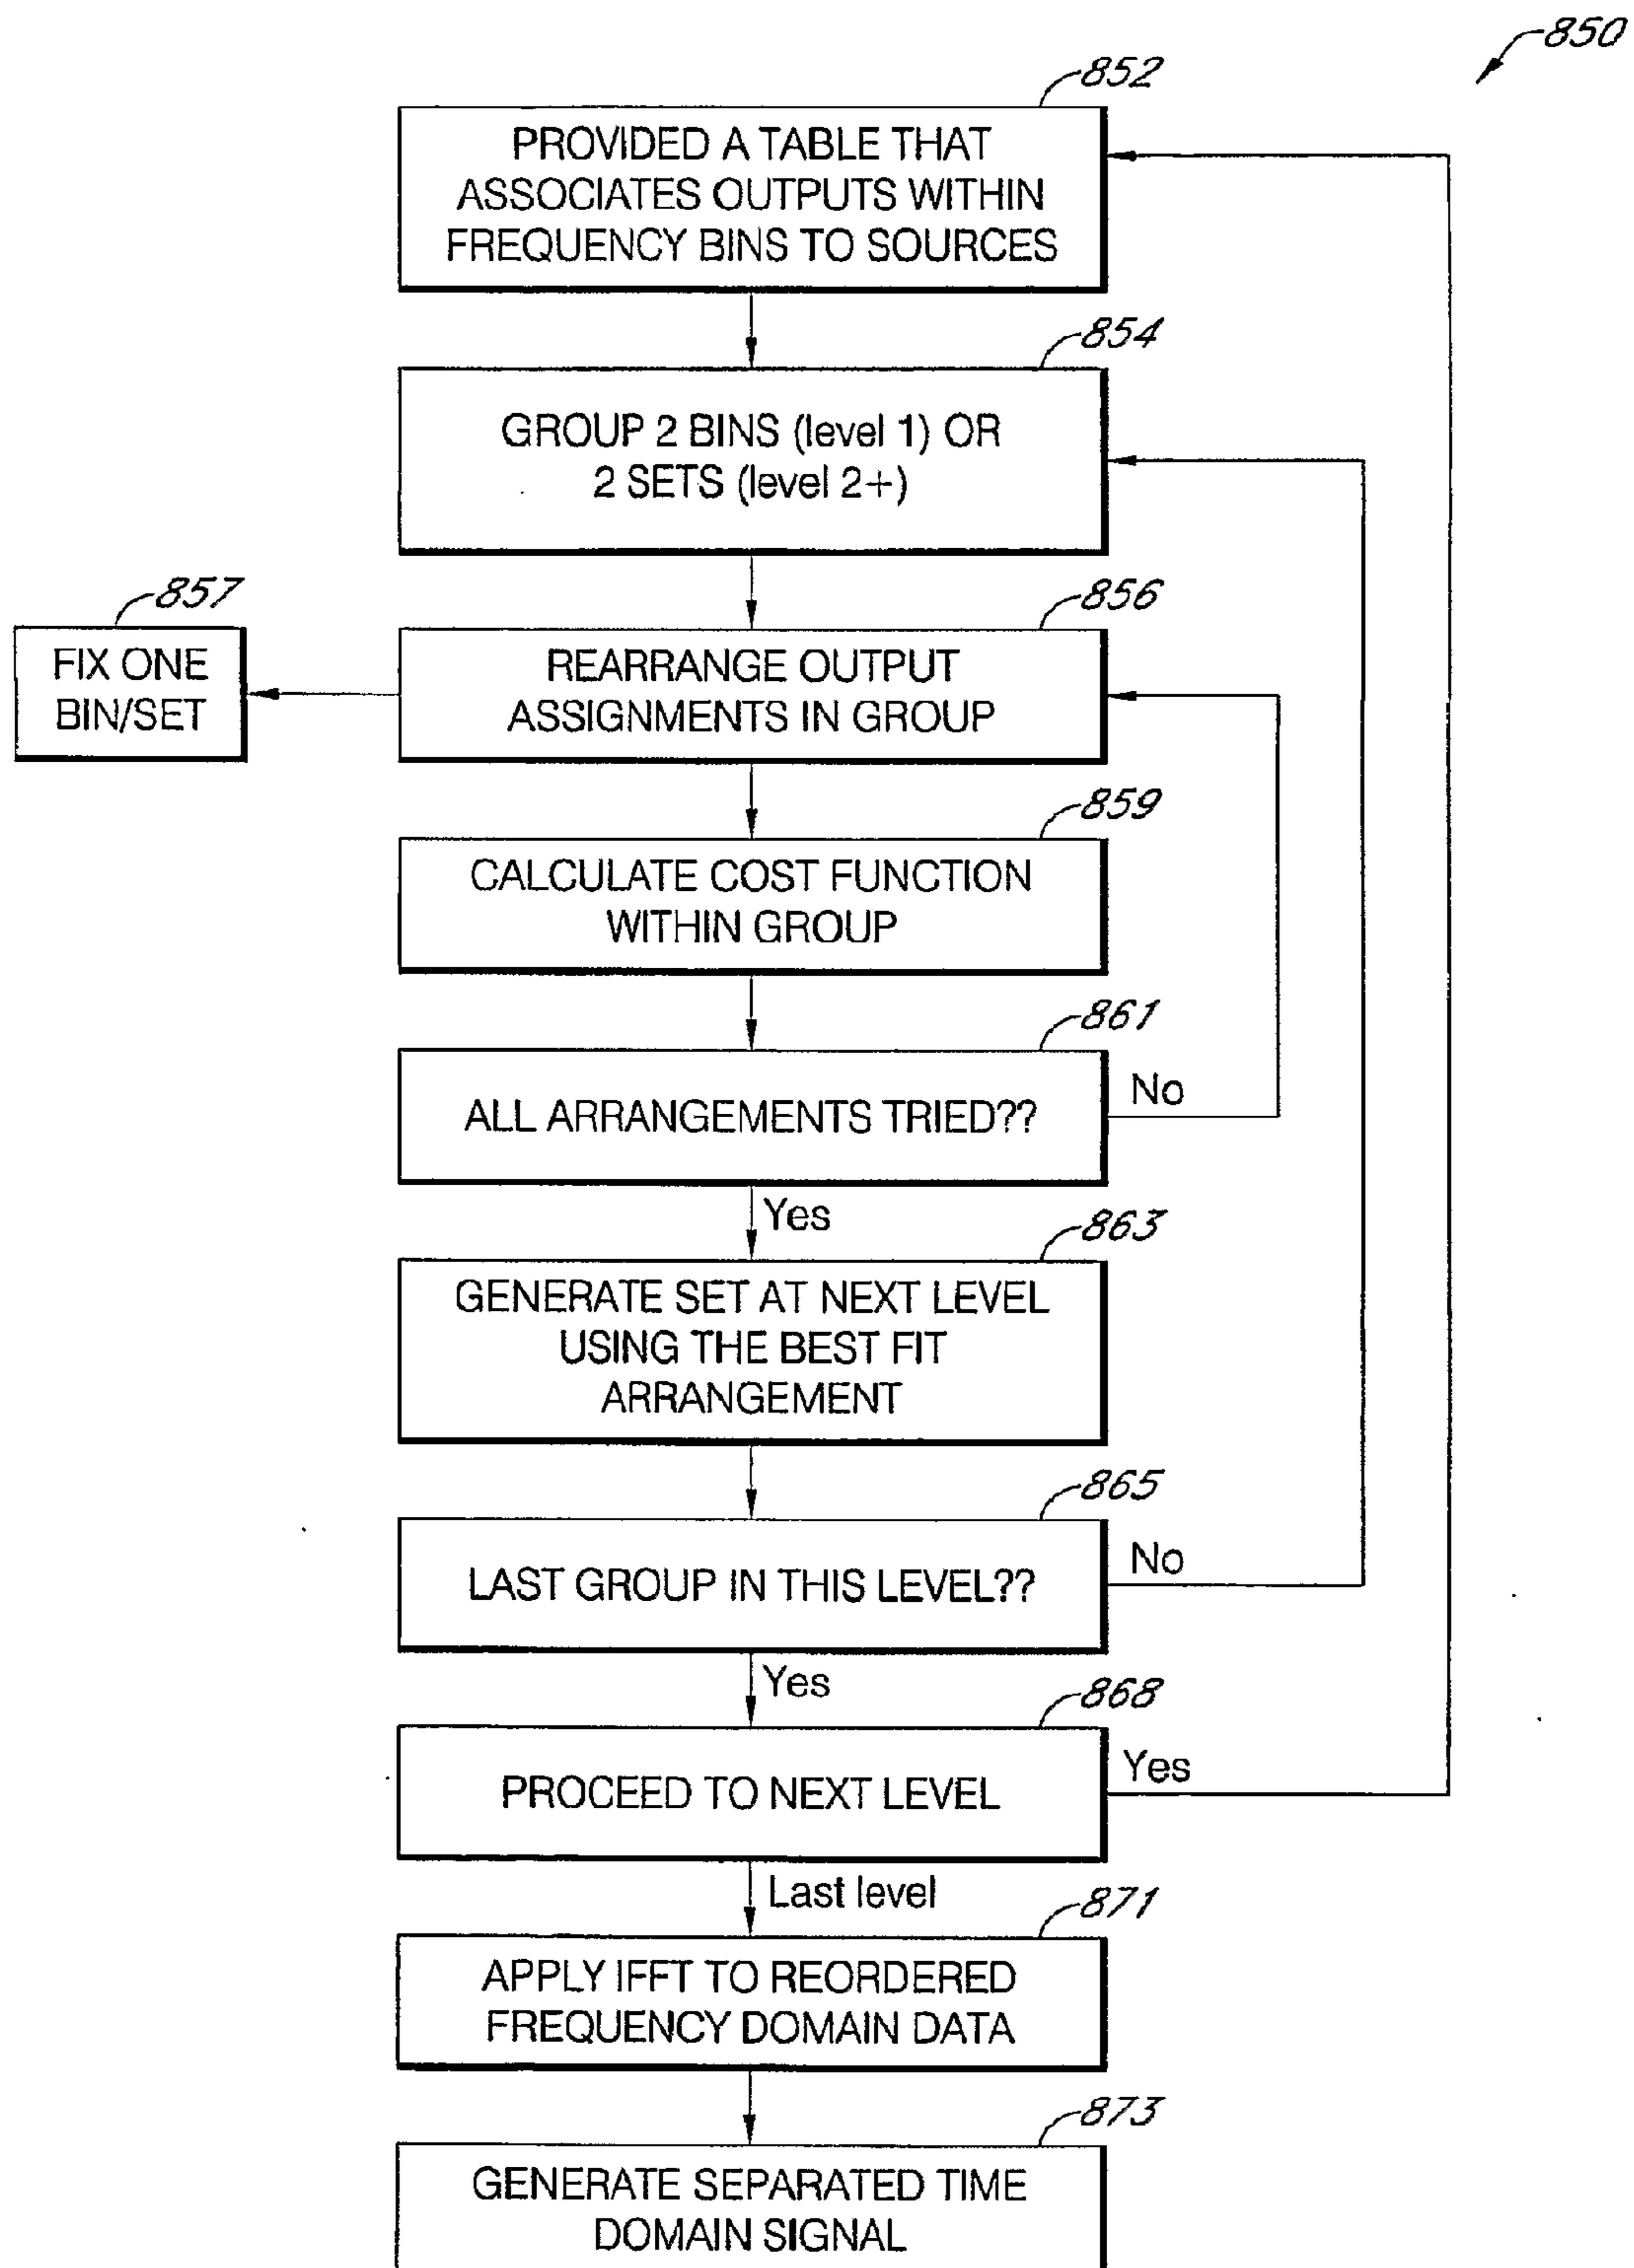 850
852
PROVIDED A TABLE THAT
ASSOCIATES OUTPUTS WITHIN
FREQUENCY BINS TO SOURCES
854
GROUP 2 BINS (level 1) OR
2 SETS (level 2+)
857
FIX ONE
BIN/SET
856
REARRANGE OUTPUT
ASSIGNMENTS IN GROUP
859
CALCULATE COST FUNCTION
WITHIN GROUP
861
ALL ARRANGEMENTS TRIED??
No
Yes
863
GENERATE SET AT NEXT LEVEL
USING THE BEST FIT
ARRANGEMENT
865
LAST GROUP IN THIS LEVEL??
No
Yes
868
PROCEED TO NEXT LEVEL
Yes
Last level
871
APPLY IFFT TO REORDERED
FREQUENCY DOMAIN DATA
873
GENERATE SEPARATED TIME
DOMAIN SIGNAL